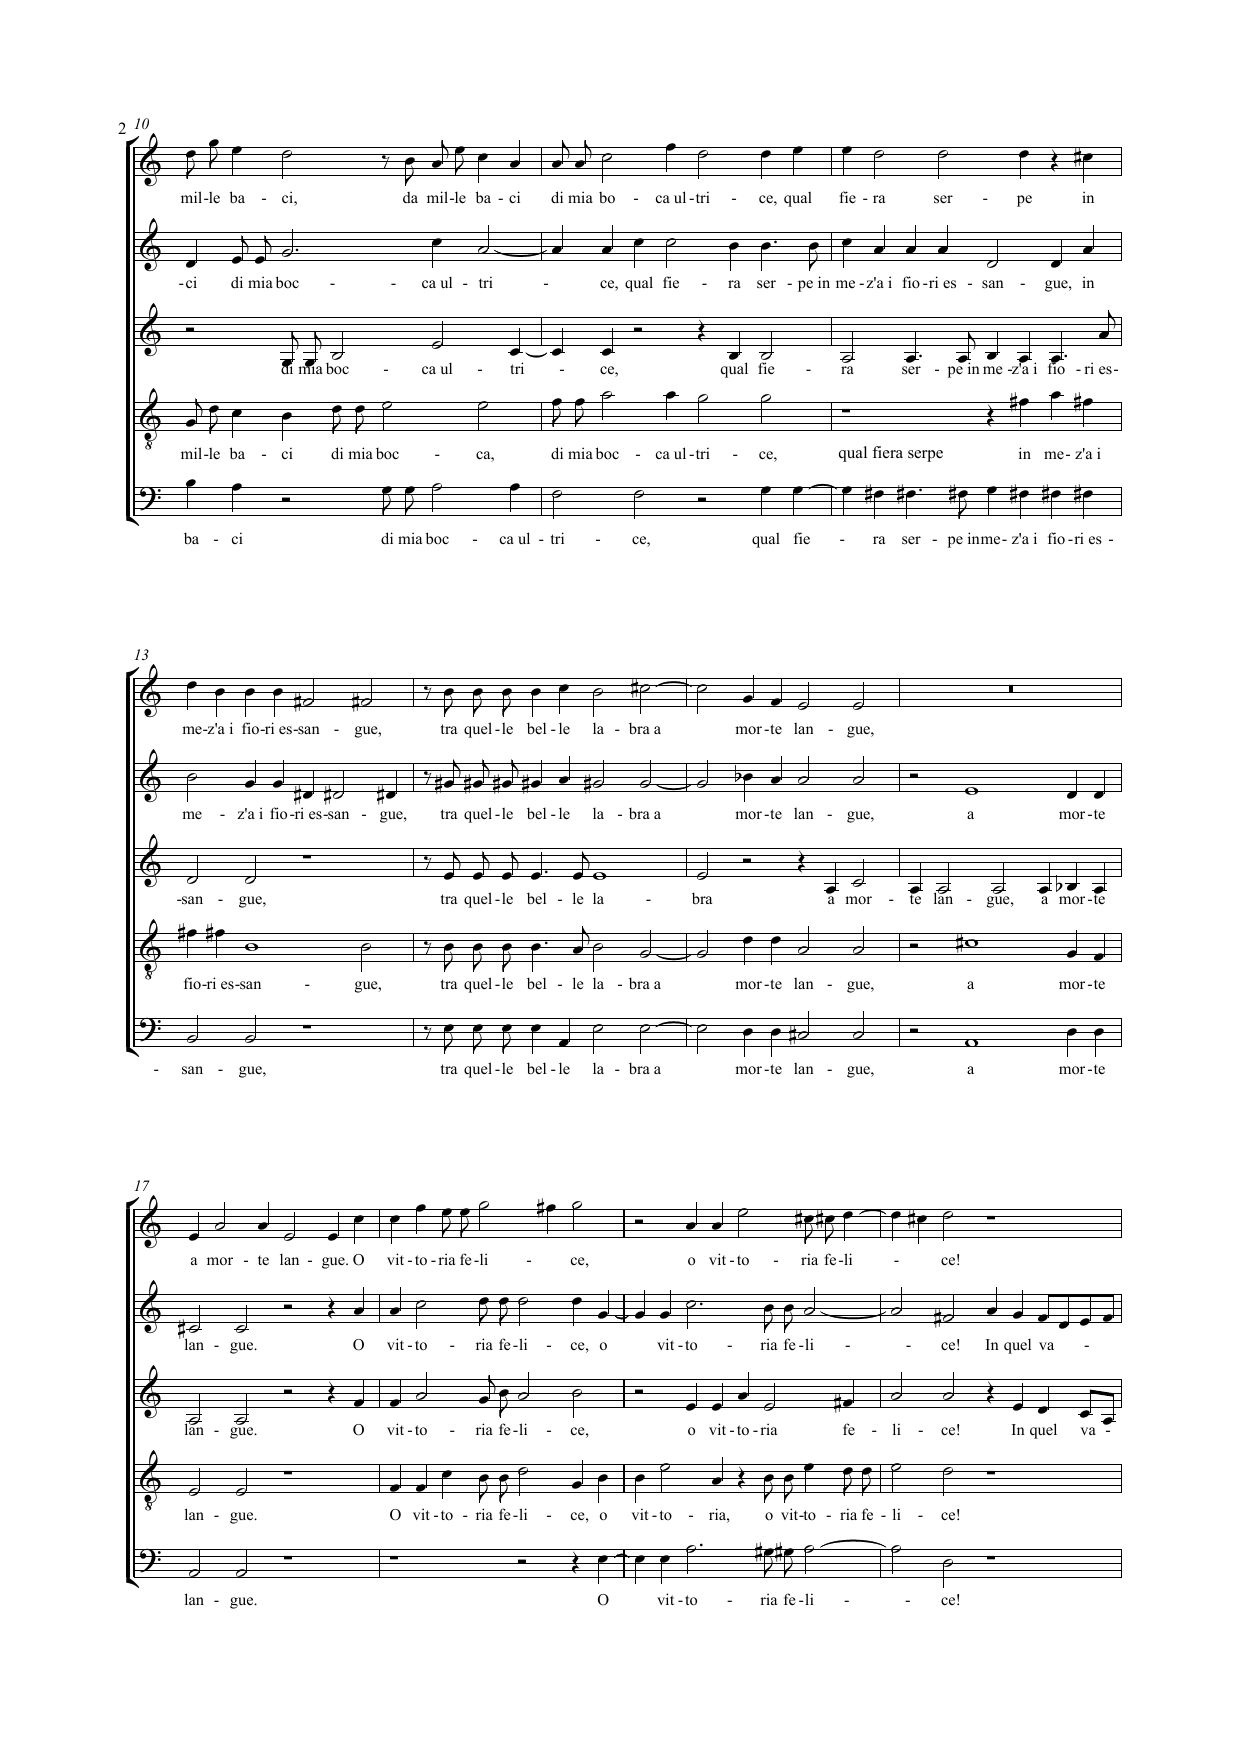 2 10
mil-le ba - ci, da mil-le ba - ci di mia bo - ca ul-tri - ce, qual fie - ra ser - pe in
-ci di mia boc - - ca ul - tri - ce, qual fie - ra ser - pe in me-z'a i fio-ri es- san - gue, in
di mia boc - ca ul - tri - ce, qual fie - ra ser - pe in me-z'a i fio - ri es-
mil-le ba - ci di mia boc - ca, di mia boc - ca ul-tri - ce, qual fiera serpe in me-z'a i
ba - ci di mia boc - ca ul - tri - ce, qual fie - ra ser - pe in me-z'a i fio-ri es -
13
me-z'a i fio-ri es-san - gue, tra quel-le bel-le la - bra a mor-te lan - gue,
me - z'a i fio-ri es-san - gue, tra quel-le bel-le la - bra a mor-te lan - gue, a mor-te
-san - gue, tra quel-le bel - le la - bra a mor - te lan - gue, a mor-te
fio-ri es-san - gue, tra quel-le bel - le la - bra a mor-te lan - gue, a mor-te
- san - gue, tra quel-le bel-le la - bra a mor-te lan - gue, a mor-te
17
a mor - te lan - gue. O vit-to-ria fe-li - ce, o vit-to - ria fe-li - ce!
lan - gue. O vit-to - ria fe-li - ce, o vit-to - ria fe-li - - ce! In quel va -
lan - gue. O vit-to - ria fe-li - ce, o vit-to-ria fe - li - ce! In quel va -
lan - gue. O vit-to - ria fe-li - ce, o vit-to - ria, o vit-to - ria fe - li - ce!
lan - gue. O vit-to - ria fe-li - - ce!